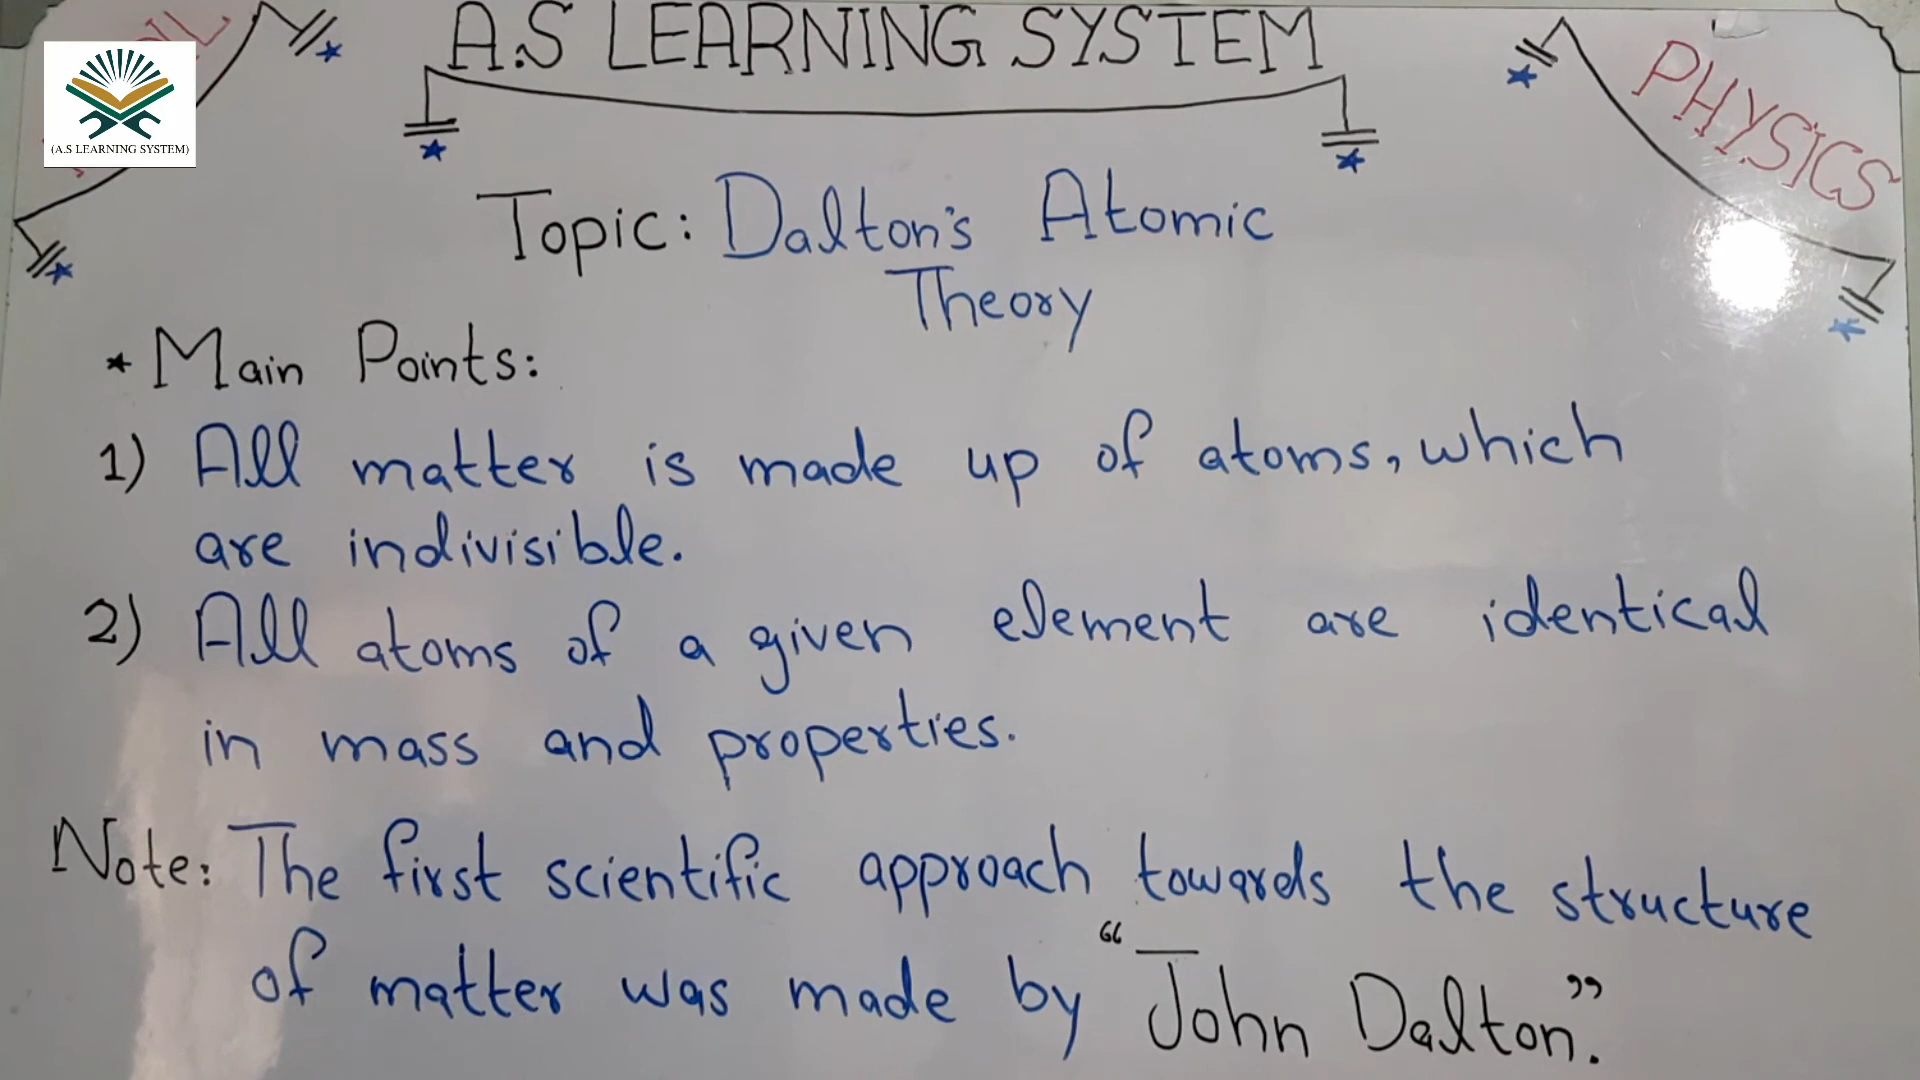 A.S LEARNING SYSTEM
PHYSICS
(A.S LEARNING SYSTEM)
Topic: Dalton's Atomic
Theory
* Main Points:
1) All matter is made up of atoms, which
are indivisible.
2) All atoms of a given element are identical
in mass and properties.
Note: The first scientific approach towards the structure
of matter was made by “John Dalton.”